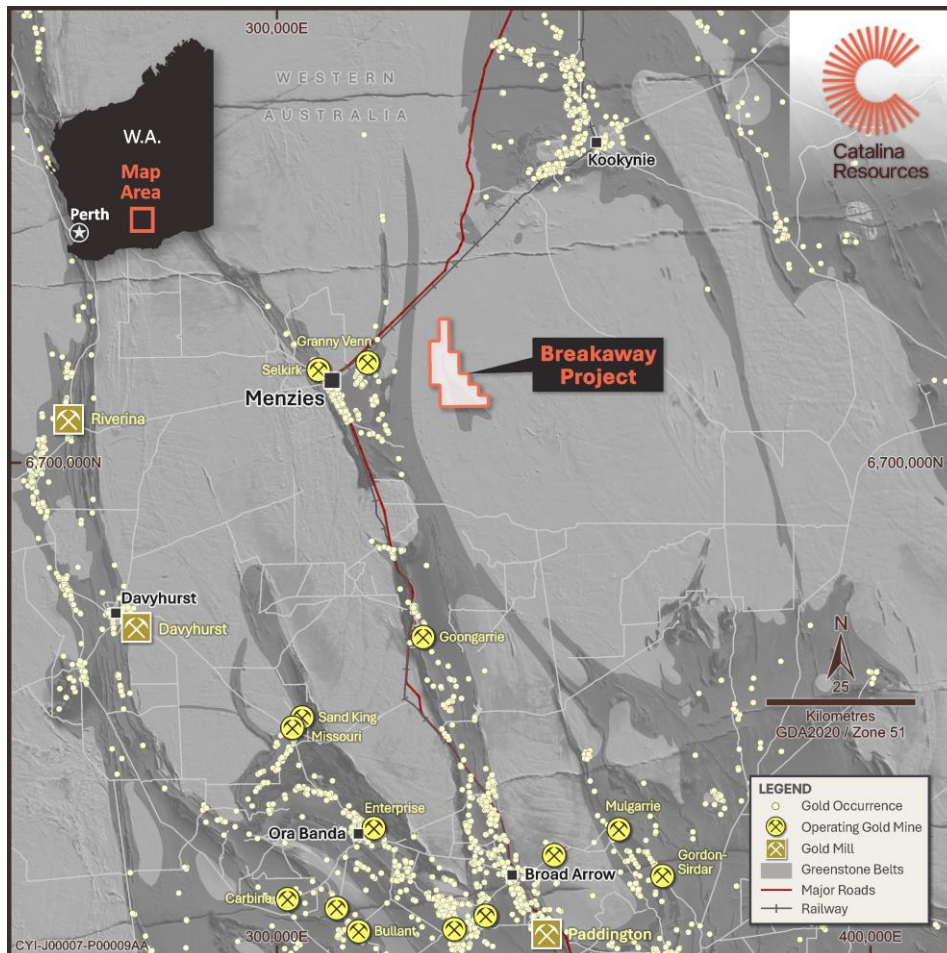 300,000E
WESTERN
AUSTRALIA
W.A.
Map
Area
Perth
Catalina
Resources
Kookynie
Granny Venn
Selkirk
Menzies
Breakaway
Project
Riverina
6,700,000N
6,700,000N
Davyhurst
Davyhurst
Goongarrie
N
25
Kilometres
GDA2020 / Zone 51
Sand King
Missouri
Enterprise
Ora Banda
Mulgarrie
Broad Arrow
Gordon-
Sirdar
Carbine
Bullant
Paddington
LEGEND
Gold Occurrence
Operating Gold Mine
Gold Mill
Greenstone Belts
Major Roads
Railway
CYI-J00007-P00009AA
300,000E
400,000E